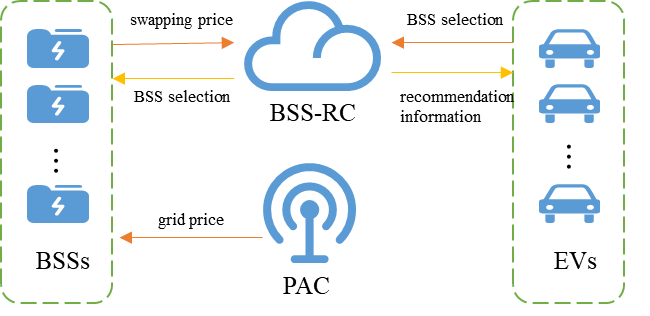 swapping price
BSS selection
BSS selection
recommendation
information
BSS-RC
grid price
BSSs
PAC
EVs